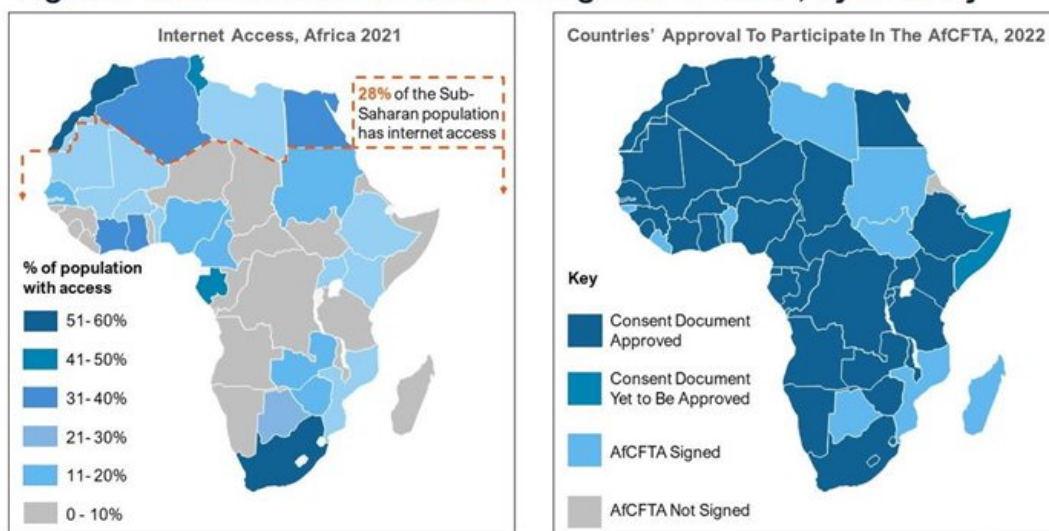 Internet Access, Africa 2021
28% of the Sub-
Saharan population
has internet access
% of population
with access
51- 60%
41- 50%
31- 40%
21- 30%
11- 20%
0 - 10%
Countries' Approval To Participate In The AfCFTA, 2022
Key
Consent Document
Approved
Consent Document
Yet to Be Approved
AfCFTA Signed
AfCFTA Not Signed